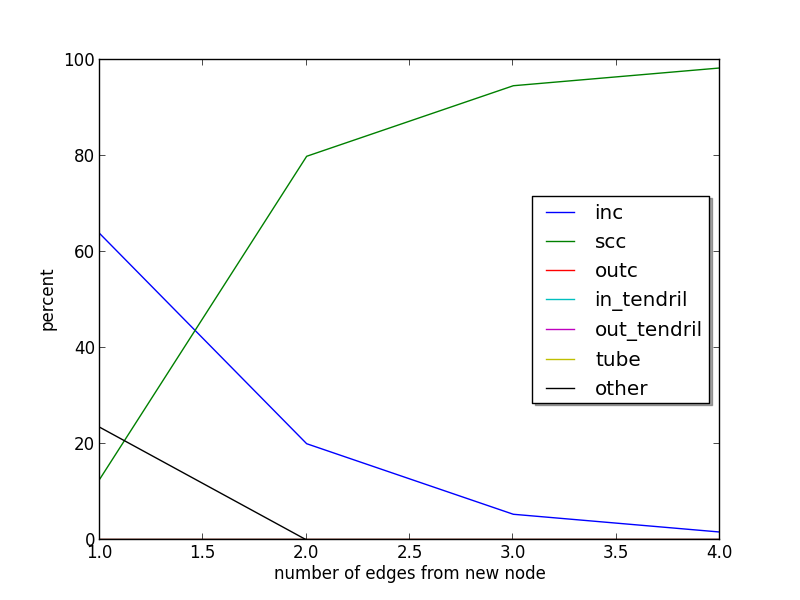 100
80
60
40
20
0
percent
inc
scc
outc
in_tendril
out_tendril
tube
other
1.0 1.5 2.0 2.5 3.0 3.5 4.0
number of edges from new node